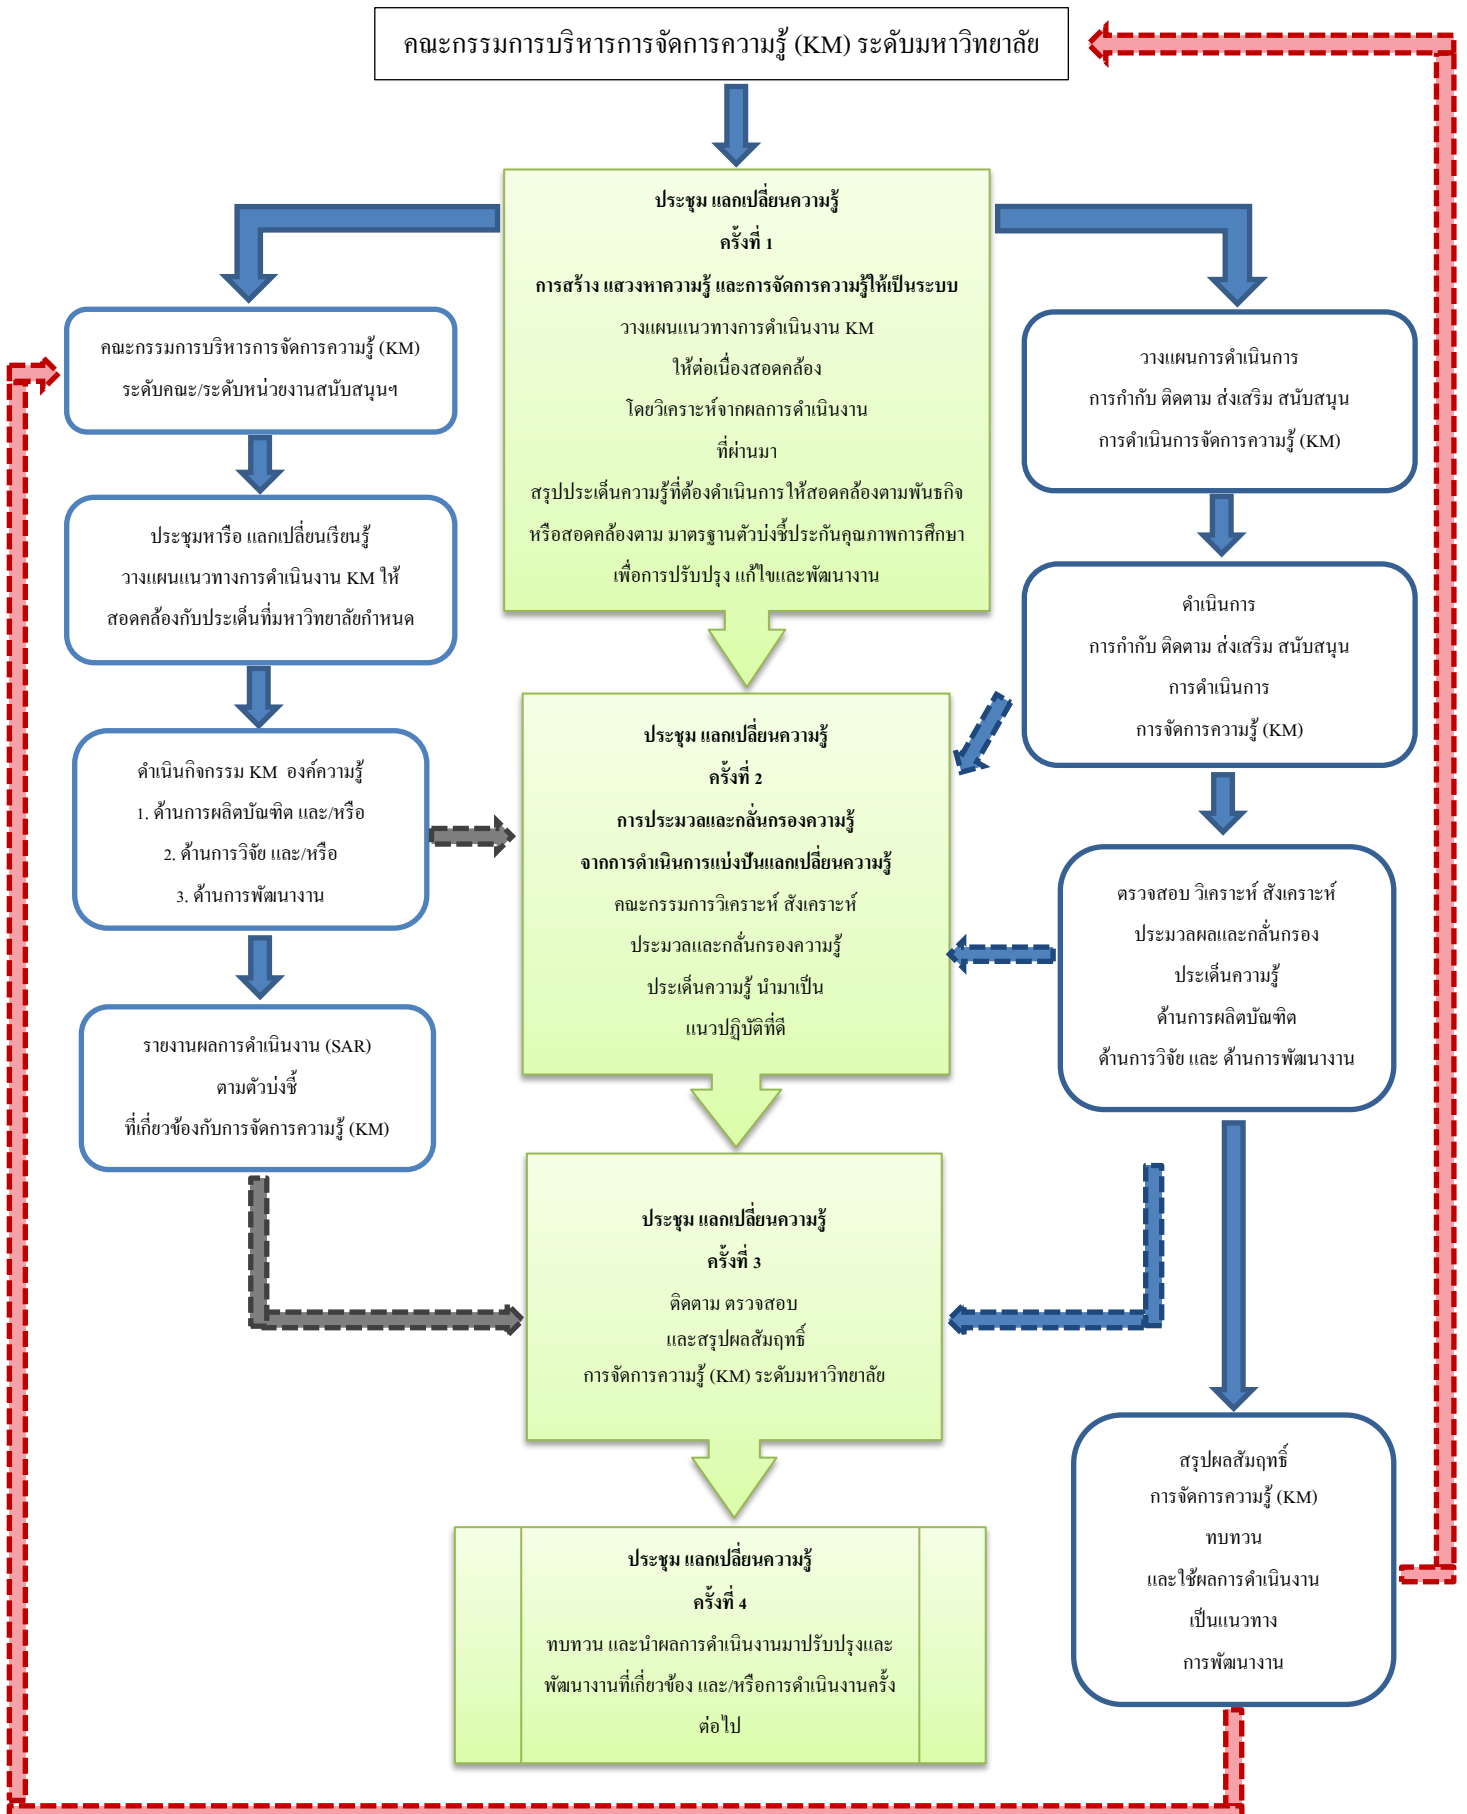 คณะกรรมการบริหารการจัดการความรู้ (KM) ระดับมหาวิทยาลัย
ประชุม แลกเปลี่ยนความรู้
ครั้งที่ 1
การสร้าง แสวงหาความรู้ และการจัดการความรู้ให้เป็นระบบ
วางแผนแนวทางการดำเนินงาน KM
ให้ต่อเนื่องสอดคล้อง
โดยวิเคราะห์จากผลการดำเนินงาน
ที่ผ่านมา
สรุปประเด็นความรู้ที่ต้องดำเนินการ ให้สอดคล้องตามพันธกิจ
หรือสอดคล้องตาม มาตรฐานตัวบ่งชี้ประกันคุณภาพการศึกษา
เพื่อการปรับปรุง แก้ไขและพัฒนางาน
คณะกรรมการบริหารการจัดการความรู้ (KM)
ระดับคณะ/ระดับหน่วยงานสนับสนุนฯ
ประชุมหารือ แลกเปลี่ยนเรียนรู้
วางแผนแนวทางการดำเนินงาน KM ให้
สอดคล้องกับประเด็นที่มหาวิทยาลัยกำหนด
ดำเนินกิจกรรม KM องค์ความรู้
1. ด้านการผลิตบัณฑิต และ/หรือ
2. ด้านการวิจัย และ/หรือ
3. ด้านการพัฒนางาน
รายงานผลการดำเนินงาน (SAR)
ตามตัวบ่งชี้
ที่เกี่ยวข้องกับการจัดการความรู้ (KM)
วางแผนการดำเนินการ
การกำกับ ติดตาม ส่งเสริม สนับสนุน
การดำเนินการจัดการความรู้ (KM)
ดำเนินการ
การกำกับ ติดตาม ส่งเสริม สนับสนุน
การดำเนินการ
การจัดการความรู้ (KM)
ตรวจสอบ วิเคราะห์ สังเคราะห์
ประมวลผลและกลั่นกรอง
ประเด็นความรู้
ด้านการผลิตบัณฑิต
ด้านการวิจัย และ ด้านการพัฒนางาน
สรุปผลสัมฤทธิ์
การจัดการความรู้ (KM)
ทบทวน
และใช้ผลการดำเนินงาน
เป็นแนวทาง
การพัฒนางาน
ประชุม แลกเปลี่ยนความรู้
ครั้งที่ 2
การประมวลและกลั่นกรองความรู้
จากการดำเนินการแบ่งปันแลกเปลี่ยนความรู้
คณะกรรมการวิเคราะห์ สังเคราะห์
ประมวลและกลั่นกรองความรู้
ประเด็นความรู้ นำมาเป็น
แนวปฏิบัติที่ดี
ประชุม แลกเปลี่ยนความรู้
ครั้งที่ 3
ติดตาม ตรวจสอบ
และสรุปผลสัมฤทธิ์
การจัดการความรู้ (KM) ระดับมหาวิทยาลัย
ประชุม แลกเปลี่ยนความรู้
ครั้งที่ 4
ทบทวน และนำผลการดำเนินงานมาปรับปรุงและ
พัฒนางานที่เกี่ยวข้อง และ/หรือการดำเนินงานครั้ง
ต่อไป